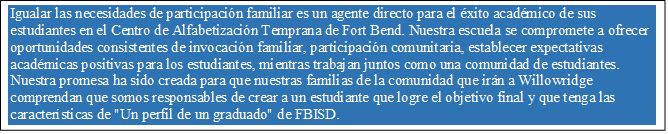 Igualar las necesidades de participación familiar es un agente directo para el éxito académico de sus
estudiantes en el Centro de Alfabetización Temprana de Fort Bend. Nuestra escuela se compromete a ofrecer
oportunidades consistentes de invocación familiar, participación comunitaria, establecer expectativas
académicas positivas para los estudiantes, mientras trabajan juntos como una comunidad de estudiantes.
Nuestra promesa ha sido creada para que nuestras familias de la comunidad que irán a Willowridge
comprendan que somos responsables de crear a un estudiante que logre el objetivo final y que tenga las
características de "Un perfil de un graduado" de FBISD.